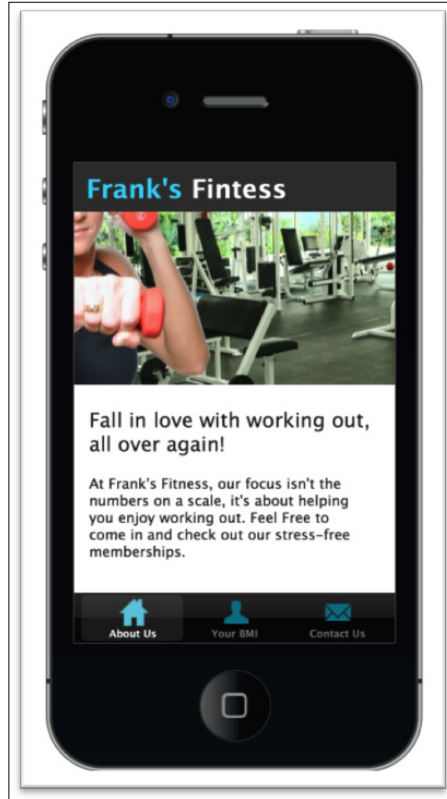 Frank's Fintess
Fall in love with working out,
all over again!
At Frank's Fitness, our focus isn't the
numbers on a scale, it's about helping
you enjoy working out. Feel Free to
come in and check out our stress-free
memberships.
About Us
Your BMI
Contact Us